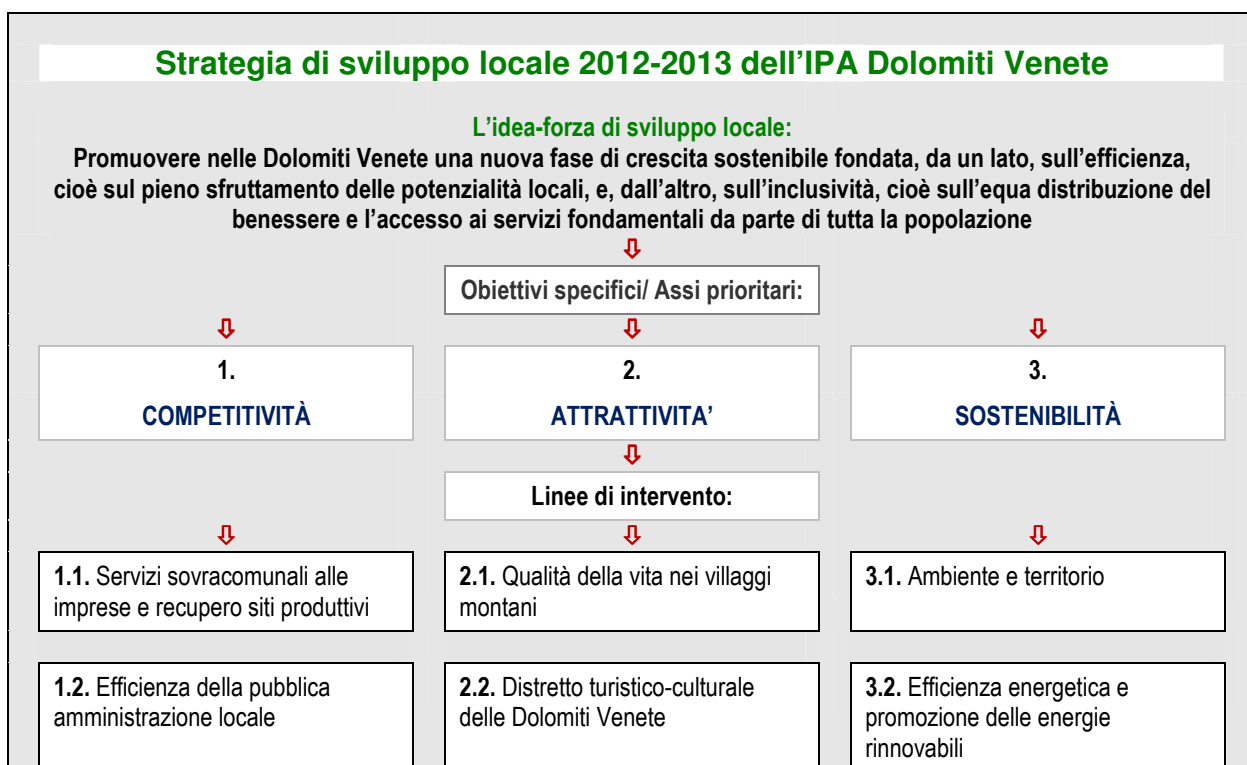 Strategia di sviluppo locale 2012-2013 dell'IPA Dolomiti Venete
L'idea-forza di sviluppo locale:
Promuovere nelle Dolomiti Venete una nuova fase di crescita sostenibile fondata, da un lato, sull'efficienza,
cioè sul pieno sfruttamento delle potenzialità locali, e, dall'altro, sull'inclusività, cioè sull'equa distribuzione del
benessere e l'accesso ai servizi fondamentali da parte di tutta la popolazione
Obiettivi specifici/ Assi prioritari:
1.
COMPETITIVITÀ
2.
ATTRATTIVITA'
3.
SOSTENIBILITÀ
Linee di intervento:
1.1. Servizi sovracomunali alle
imprese e recupero siti produttivi
2.1. Qualità della vita nei villaggi
montani
3.1. Ambiente e territorio
1.2. Efficienza della pubblica
amministrazione locale
2.2. Distretto turistico-culturale
delle Dolomiti Venete
3.2. Efficienza energetica e
promozione delle energie
rinnovabili